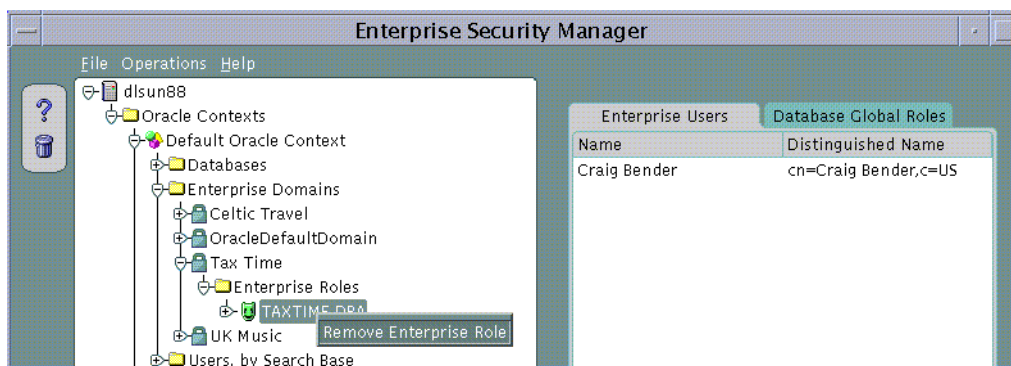 Enterprise Security Manager
File Operations Help
dlsun88
Oracle Contexts
Default Oracle Context
Databases
Enterprise Domains
Celtic Travel
OracleDefaultDomain
Tax Time
Enterprise Roles
TAXTIME DBA
Remove Enterprise Role
UK Music
Users, by Search Base
?
Enterprise Users Database Global Roles
Name Distinguished Name
Craig Bender cn=Craig Bender,c=US